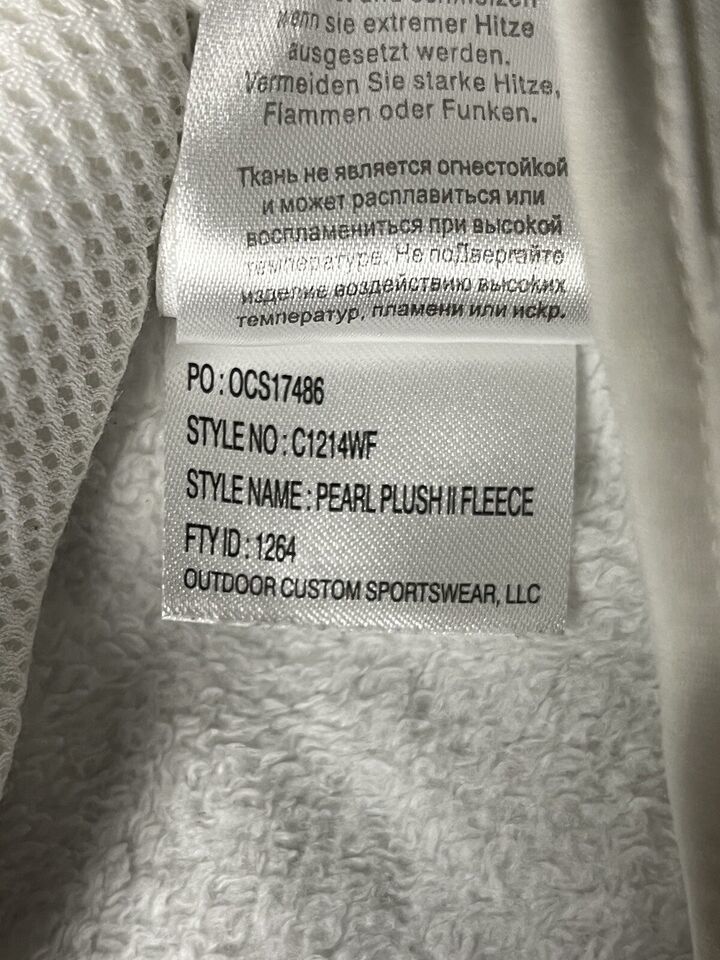 wenn sie extremer Hitze
ausgesetzt werden.
Vermeiden Sie starke Hitze,
Flammen oder Funken.
Ткань не является огнестойкой
и может расплавиться или
воспламениться при высокой
температуре. Не поДвергайте
изделие воздействию высоких
температур, пламени или искр.
PO : OCS17486
STYLE NO : C1214WF
STYLE NAME : PEARL PLUSH II FLEECE
FTY ID : 1264
OUTDOOR CUSTOM SPORTSWEAR, LLC